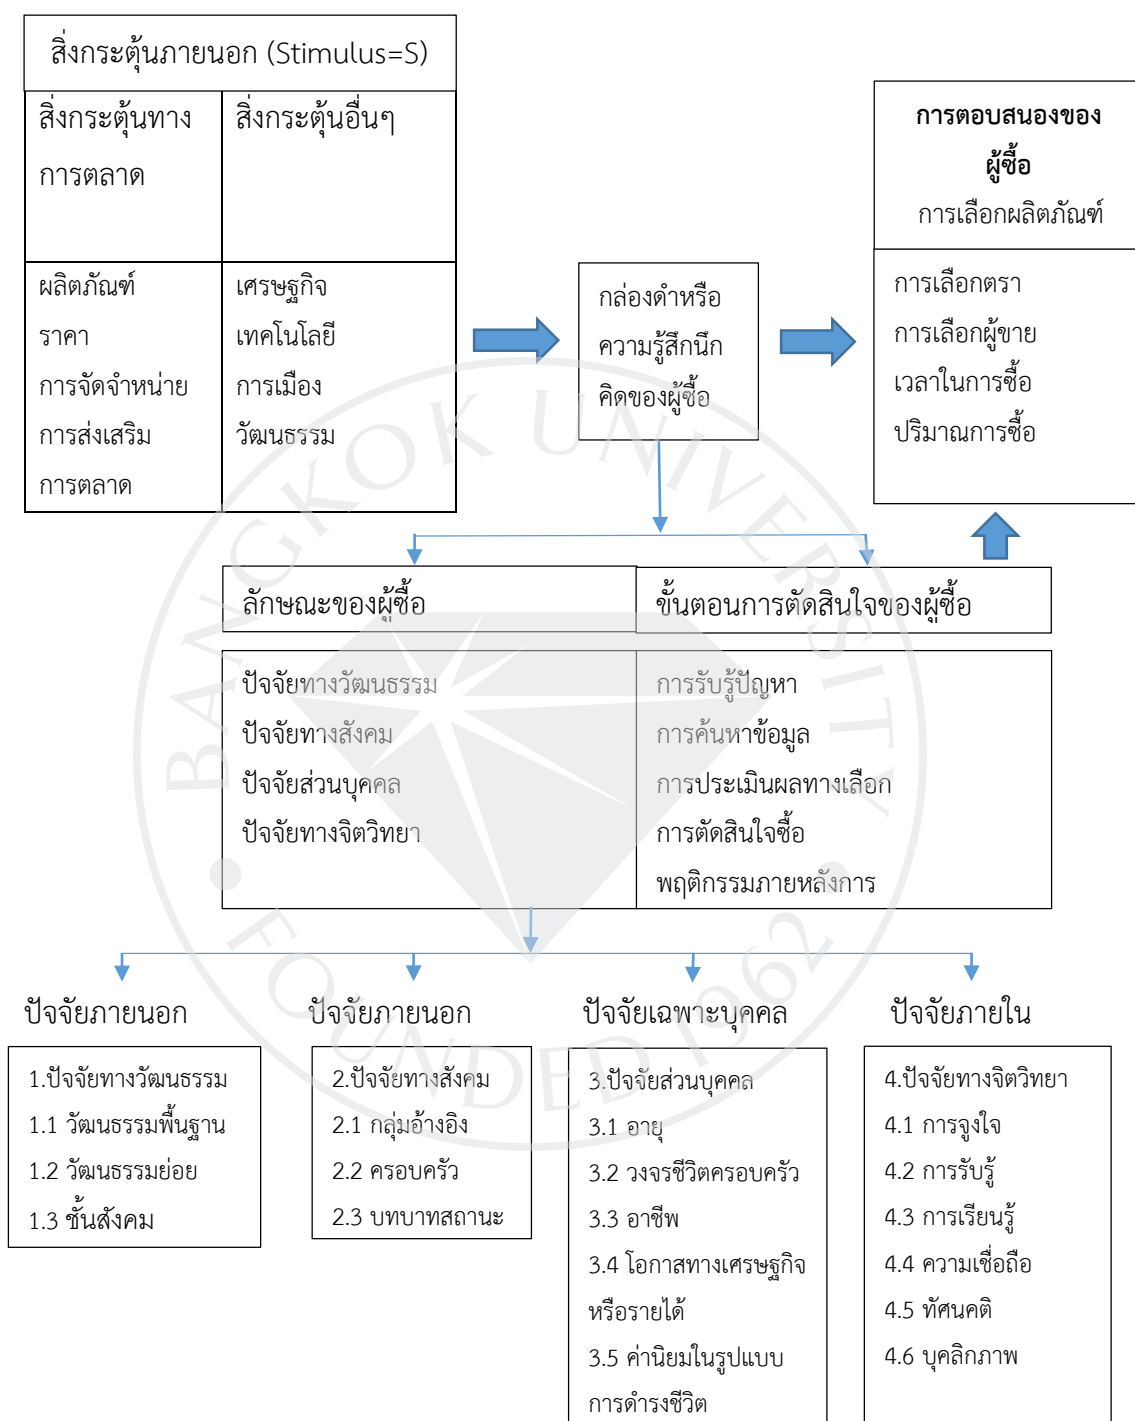 สิ่งกระตุ้นภายนอก (Stimulus=S)
สิ่งกระตุ้นทาง
การตลาด
สิ่งกระตุ้นอื่นๆ
ผลิตภัณฑ์
ราคา
การจัดจำหน่าย
การส่งเสริม
การตลาด
เศรษฐกิจ
เทคโนโลยี
การเมือง
วัฒนธรรม
กล่องดำหรือ
ความรู้สึกนึก
คิดของผู้ซื้อ
การตอบสนองของ
ผู้ซื้อ
การเลือกผลิตภัณฑ์
การเลือกตรา
การเลือกผู้ขาย
เวลาในการซื้อ
ปริมาณการซื้อ
ลักษณะของผู้ซื้อ
ขั้นตอนการตัดสินใจของผู้ซื้อ
ปัจจัยทางวัฒนธรรม
ปัจจัยทางสังคม
ปัจจัยส่วนบุคคล
ปัจจัยทางจิตวิทยา
การรับรู้ปัญหา
การค้นหาข้อมูล
การประเมินผลทางเลือก
การตัดสินใจซื้อ
พฤติกรรมภายหลังการ
ปัจจัยภายนอก
1.ปัจจัยทางวัฒนธรรม
1.1 วัฒนธรรมพื้นฐาน
1.2 วัฒนธรรมย่อย
1.3 ชั้นสังคม
ปัจจัยภายนอก
2.ปัจจัยทางสังคม
2.1 กลุ่มอ้างอิง
2.2 ครอบครัว
2.3 บทบาทสถานะ
ปัจจัยเฉพาะบุคคล
3.ปัจจัยส่วนบุคคล
3.1 อายุ
3.2 วงจรชีวิตครอบครัว
3.3 อาชีพ
3.4 โอกาสทางเศรษฐกิจ
หรือรายได้
3.5 ค่านิยมในรูปแบบ
การดำรงชีวิต
ปัจจัยภายใน
4.ปัจจัยทางจิตวิทยา
4.1 การจูงใจ
4.2 การรับรู้
4.3 การเรียนรู้
4.4 ความเชื่อถือ
4.5 ทัศนคติ
4.6 บุคลิกภาพ
BANGKOK UNIVERSITY
FOUNDED 1962